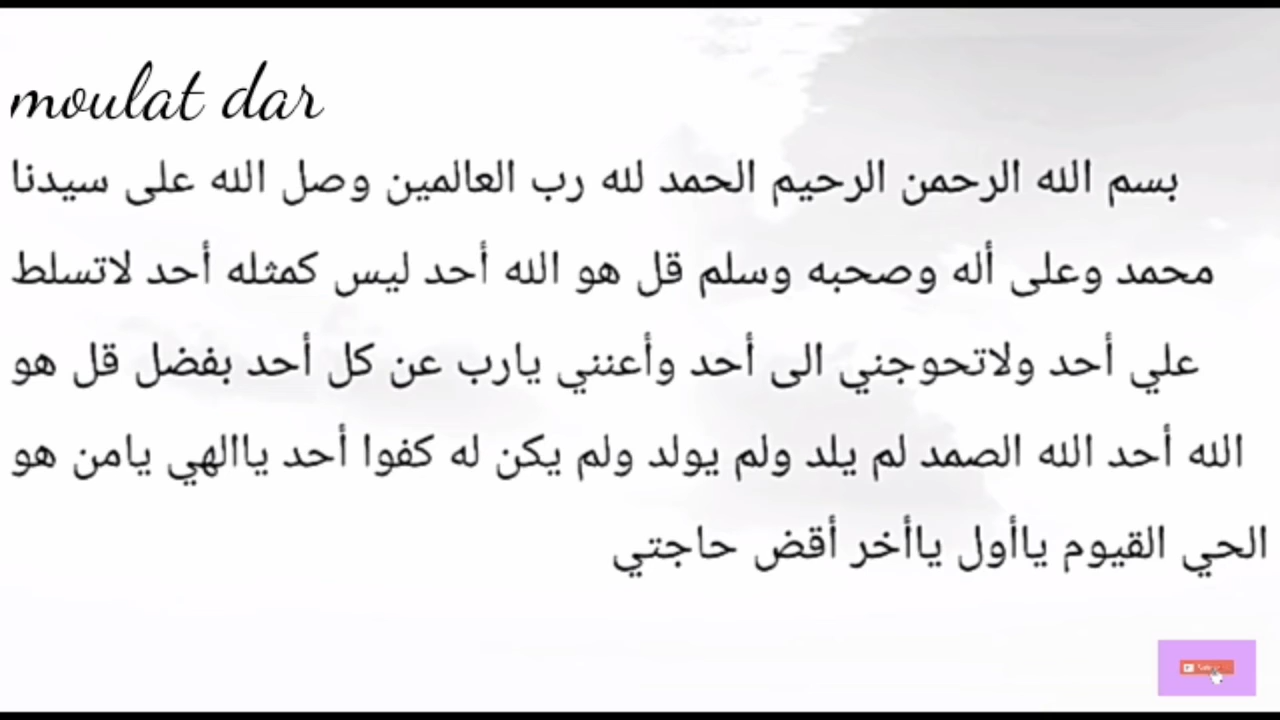 moulat dar
بسم الله الرحمن الرحيم الحمد لله رب العالمين وصل الله على سيدنا
محمد وعلى أله وصحبه وسلم قل هو الله أحد ليس كمثله أحد لاتسلط
علي أحد ولاتحوجني الى أحد وأعنني يارب عن كل أحد بفضل قل هو
الله أحد الله الصمد لم يلد ولم يولد ولم يكن له كفوا أحد ياالهي يامن هو
الحي القيوم ياأول ياأخر أقض حاجتي